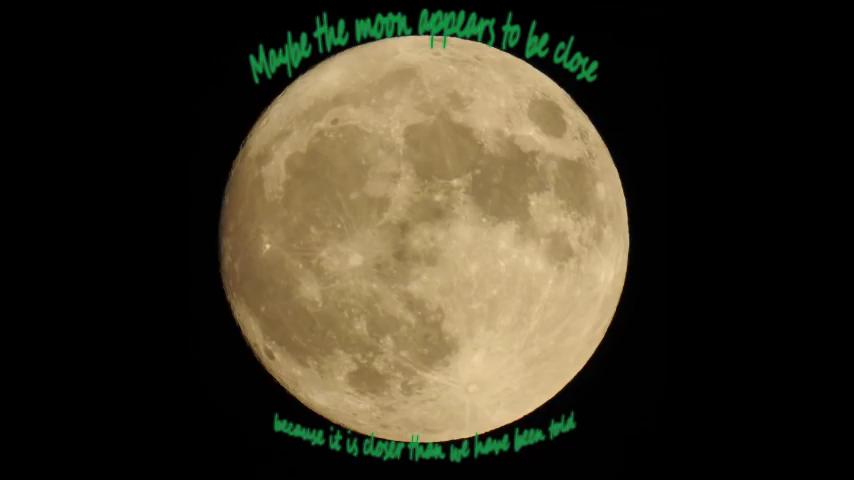 Maybe the moon appears to be close
because it is closer than we have been told